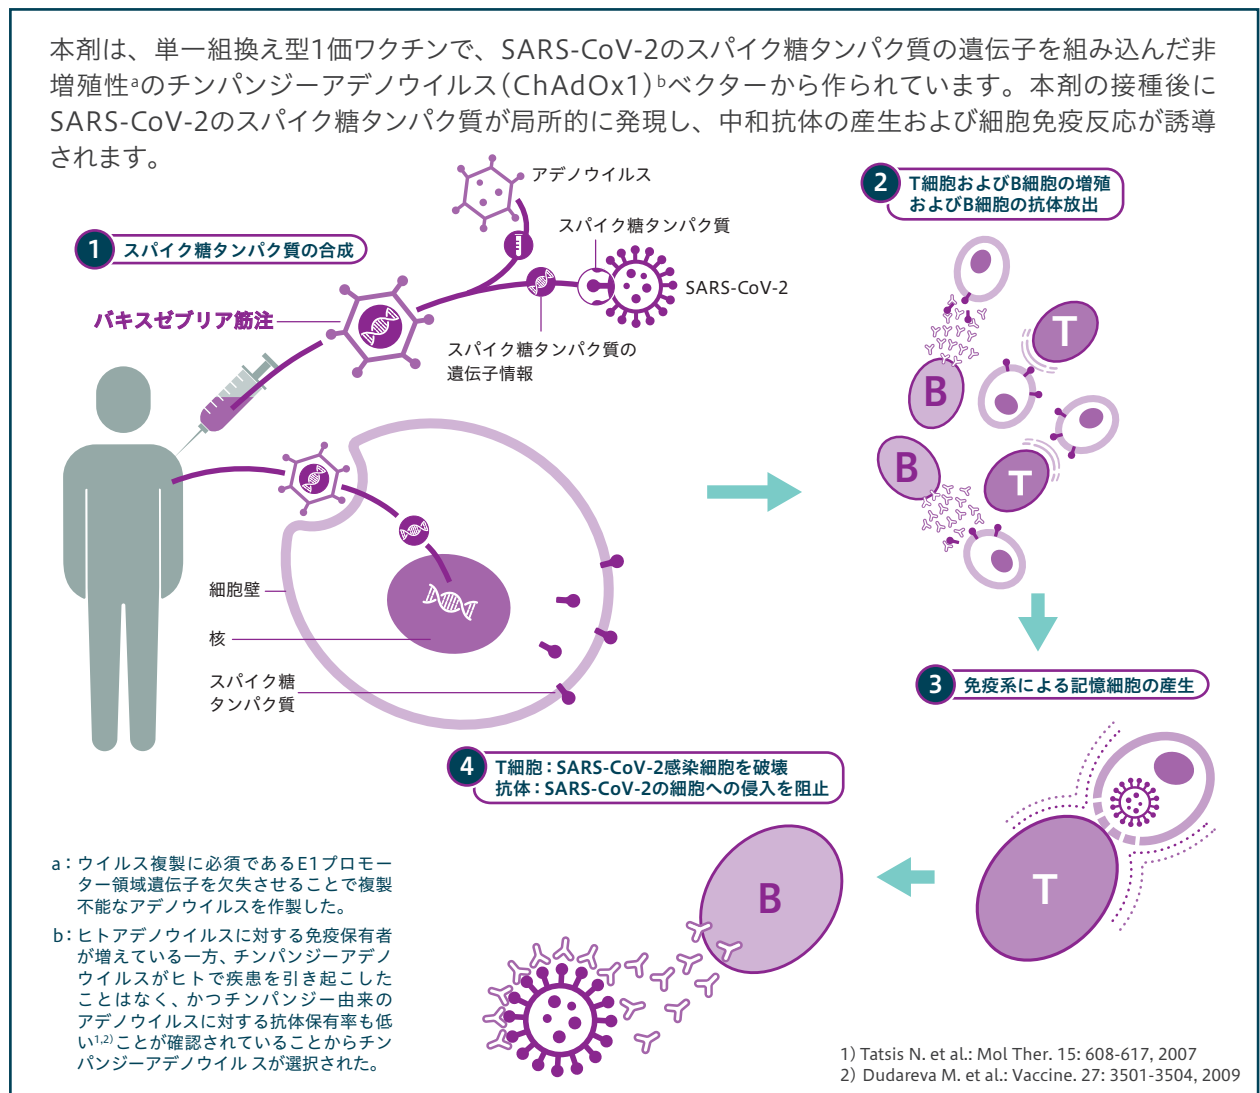 本剤は、単一組換え型1価ワクチンで、SARS-CoV-2のスパイク糖タンパク質の遺伝子を組み込んだ非
増殖性aのチンパンジーアデノウイルス(ChAdOx1)bベクターから作られています。本剤の接種後に
SARS-CoV-2のスパイク糖タンパク質が局所的に発現し、中和抗体の産生および細胞免疫反応が誘導
されます。
アデノウイルス
スパイク糖タンパク質
SARS-CoV-2
1 スパイク糖タンパク質の合成
バキスゼブリア筋注
スパイク糖タンパク質の
遺伝子情報
細胞壁
核
スパイク糖
タンパク質
2 T細胞およびB細胞の増殖
およびB細胞の抗体放出
T
B
B
T
3 免疫系による記憶細胞の産生
T
4 T細胞：SARS-CoV-2感染細胞を破壊
抗体：SARS-CoV-2の細胞への侵入を阻止
B
a：ウイルス複製に必須であるE1プロモー
ター領域遺伝子を欠失させることで複製
不能なアデノウイルスを作製した。
b：ヒトアデノウイルスに対する免疫保有者
が増えている一方、チンパンジーアデノ
ウイルスがヒトで疾患を引き起こした
ことはなく、かつチンパンジー由来の
アデノウイルスに対する抗体保有率も低
い1,2)ことが確認されていることからチン
パンジーアデノウイル スが選択された。
1) Tatsis N. et al.: Mol Ther. 15: 608-617, 2007
2) Dudareva M. et al.: Vaccine. 27: 3501-3504, 2009